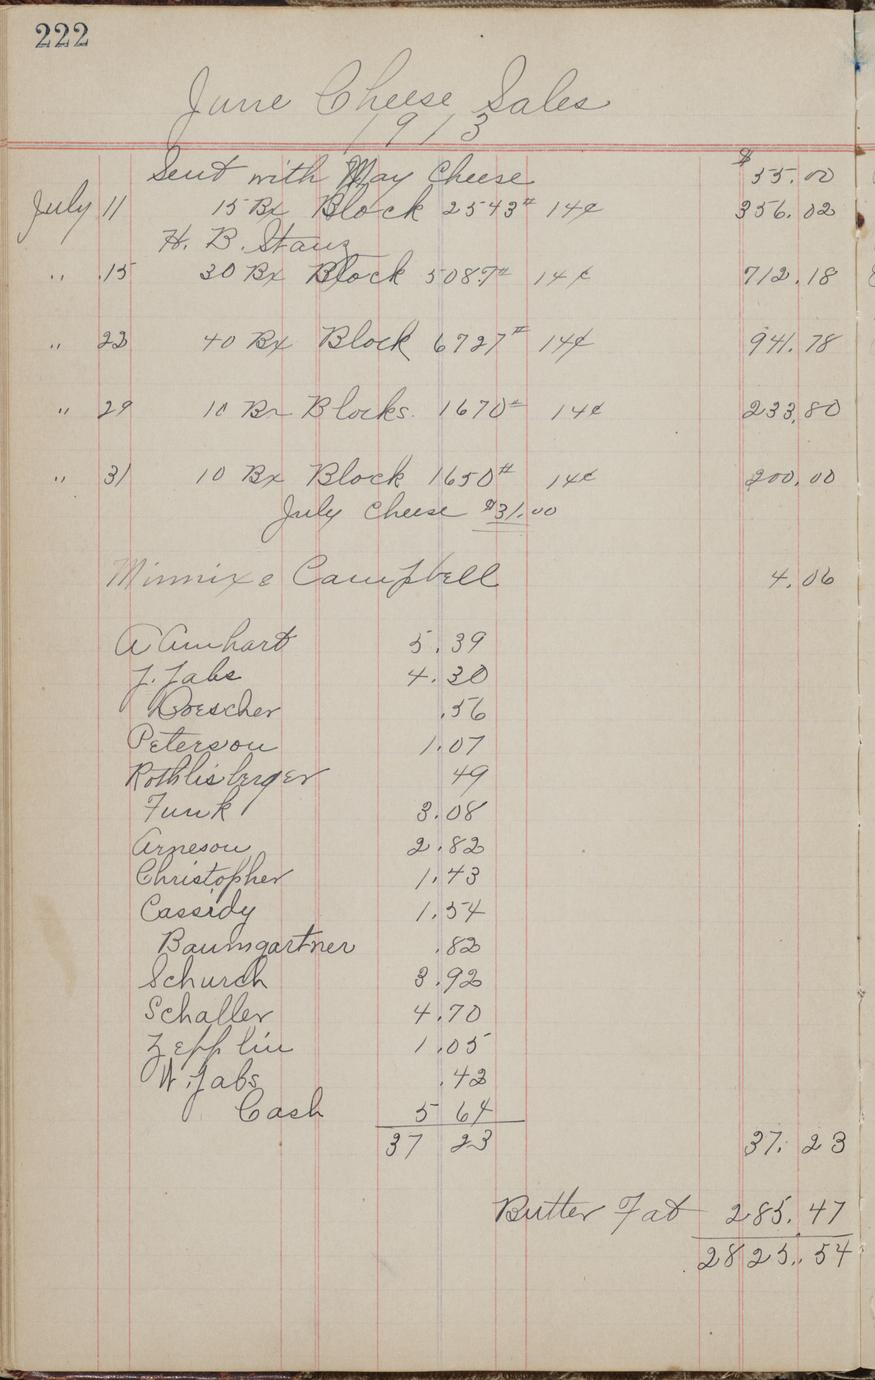 222
June Cheese Sales
1913
Sent with May Cheese $55.00
July 11 15 Bx Block 2543# 14¢ 356.02
H. B. Stanz
" 15 30 Bx Block 5087# 14¢ 712.18
" 22 40 Bx Block 6727# 14¢ 941.78
" 29 10 Bx Blocks. 1670# 14¢ 233.80
" 31 10 Bx Block 1650# 14¢ 200.00
July Cheese $31.00
Minnix & Campbell 4.06
A Amhart 5.39
J. Jabs 4.30
Doescher .56
Peterson 1.07
Rothlisberger 49
Funk 3.08
Arneson 2.82
Christopher 1.43
Cassidy 1.54
Baumgartner .82
Schurch 3.92
Schaller 4.70
Zepplin 1.05
W. Jabs .42
Cash 5 64
37 23 37.23
Butter Fat 285.47
2825.54